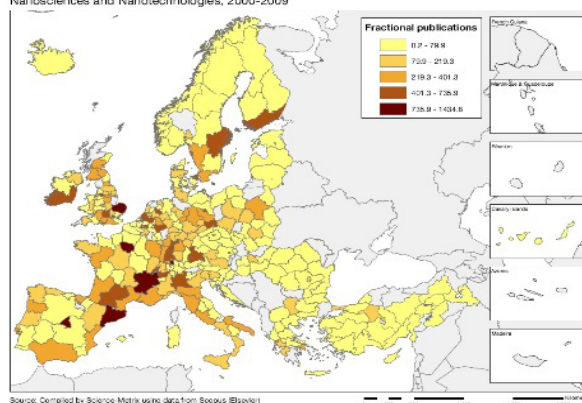 Nanosciences and Nanotechnologies, 2000-2009
Fractional publications
0.2 - 79.9
79.9 - 219.3
219.3 - 401.3
401.3 - 735.9
735.9 - 1434.6
French Guiana
Martinique & Guadeloupe
Réunion
Canary Islands
Azores
Madeira
Source: Compiled by Science-Metrix using data from Scopus (Elsevier)